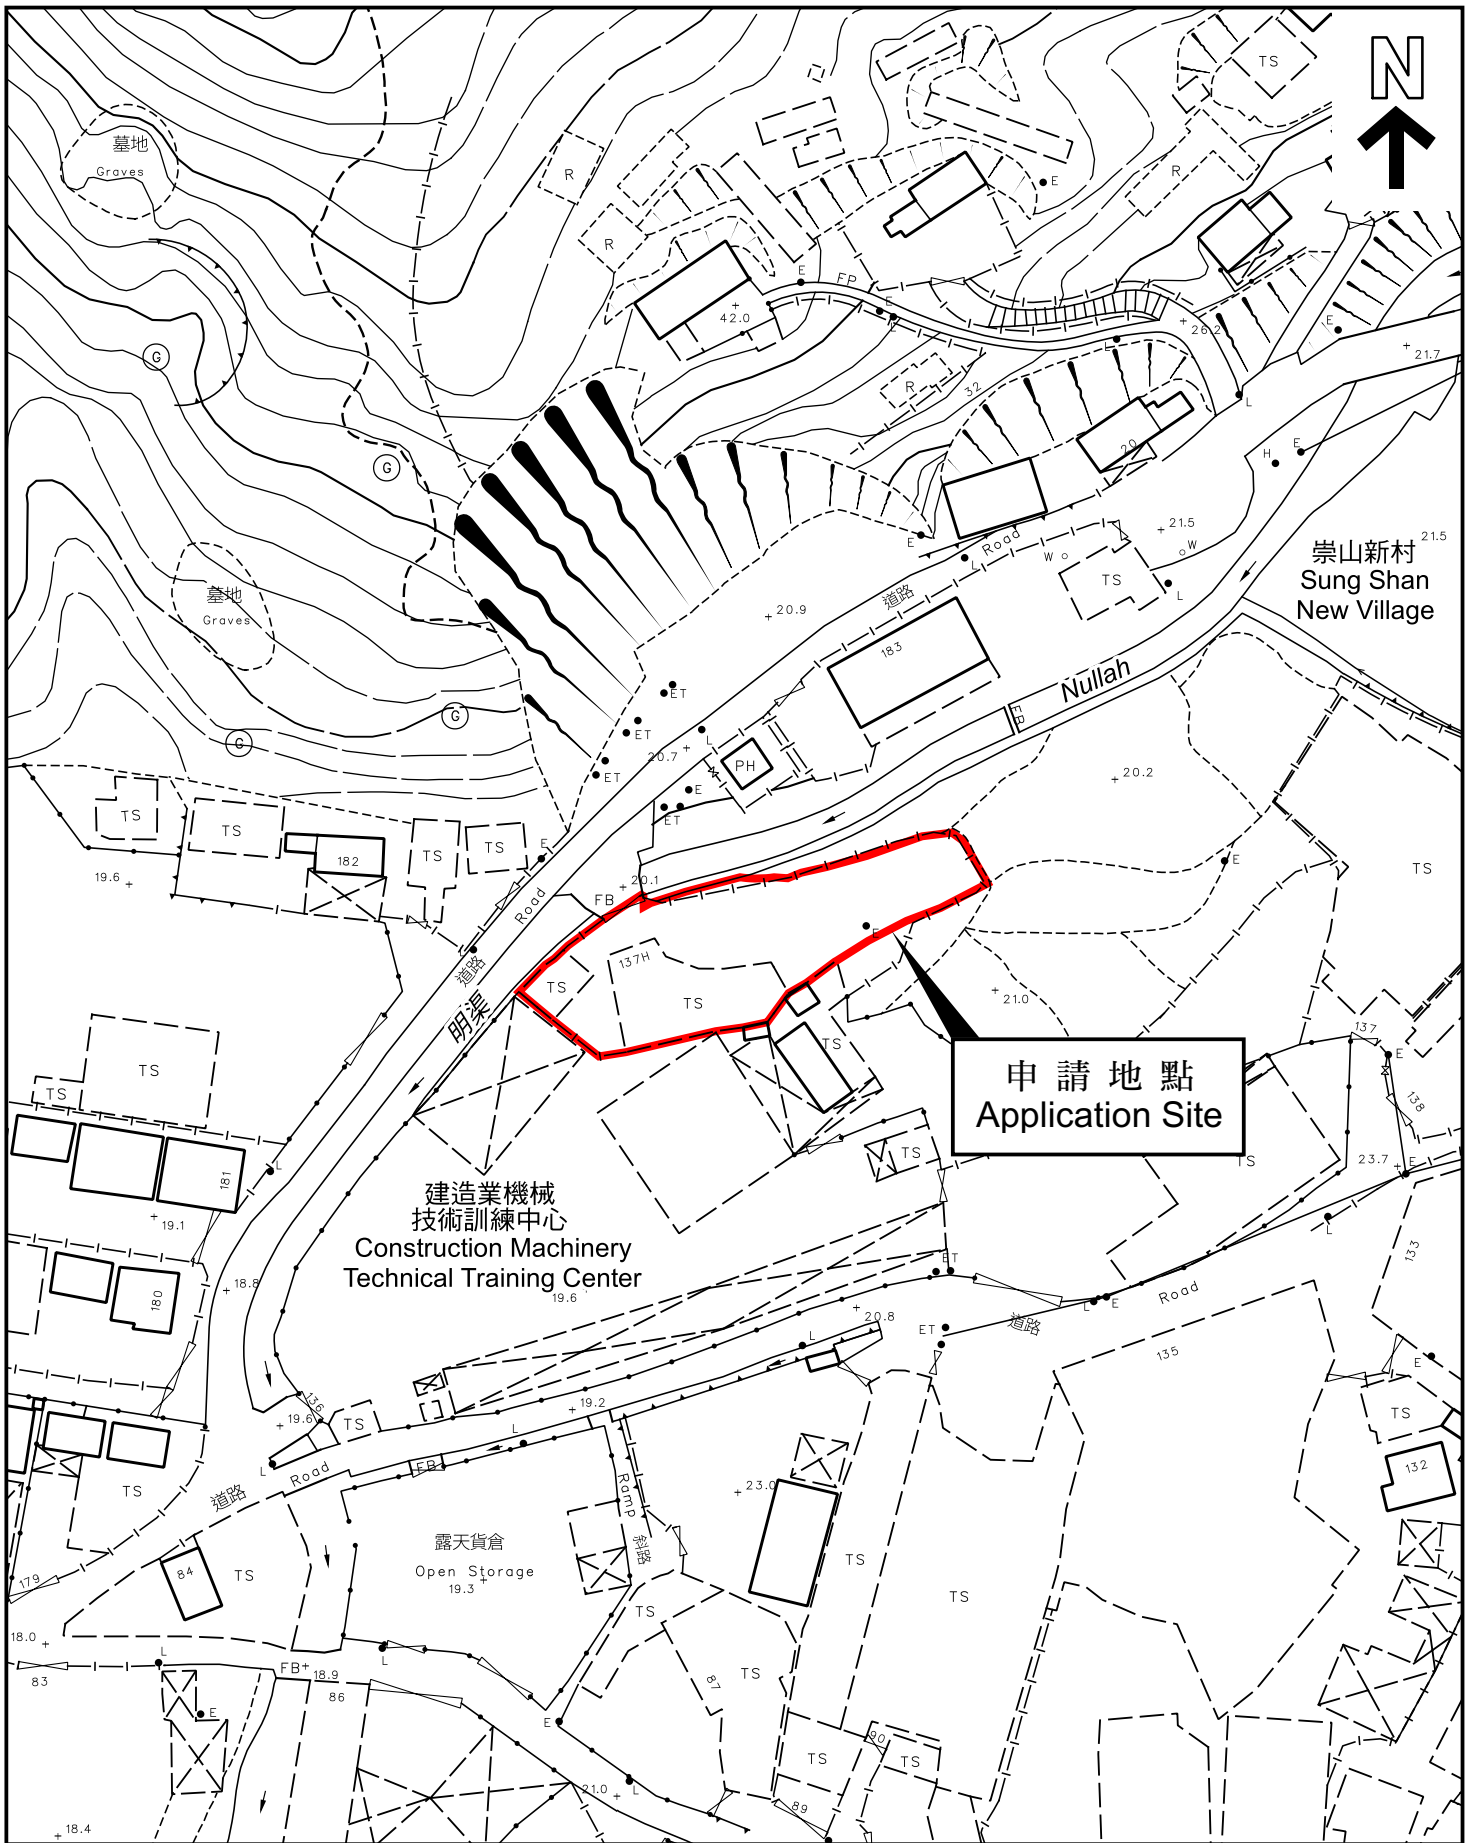 N
TS
墓地
Graves
R
R
E
R
E
FP
E
L
42.0
26.2
L
E
21.7
G
R
32
L
G
20
H
E
E
L
Road
W
21.5
W
21.5
崇山新村
Sung Shan
New Village
TS
L
墓地
Graves
20.9
道路
183
Nullah
FB
ET
G
G
ET
20.7
L
PH
ET
E
ET
20.2
TS
TS
182
TS
TS
E
19.6
20.1
FB
Road
E
TS
E
137H
道路
TS
TS
明渠
21.0
TS
申請地點
Application Site
137
E
138
TS
TS
TS
TS
23.7
E
L
181
L
19.1
建造業機械
技術訓練中心
Construction Machinery
Technical Training Center
19.6
18.8
180
ET
L
E
Road
道路
133
20.8
ET
L
135
E
136
19.6
TS
19.2
L
TS
L
Road
道路
FB
TS
Ramp
斜路
23.0
132
露天貨倉
Open Storage
19.3
179
84
TS
TS
TS
TS
18.0
83
L
FB
18.9
86
L
E
87
TS
E
TS
90
TS
L
21.0
89
18.4